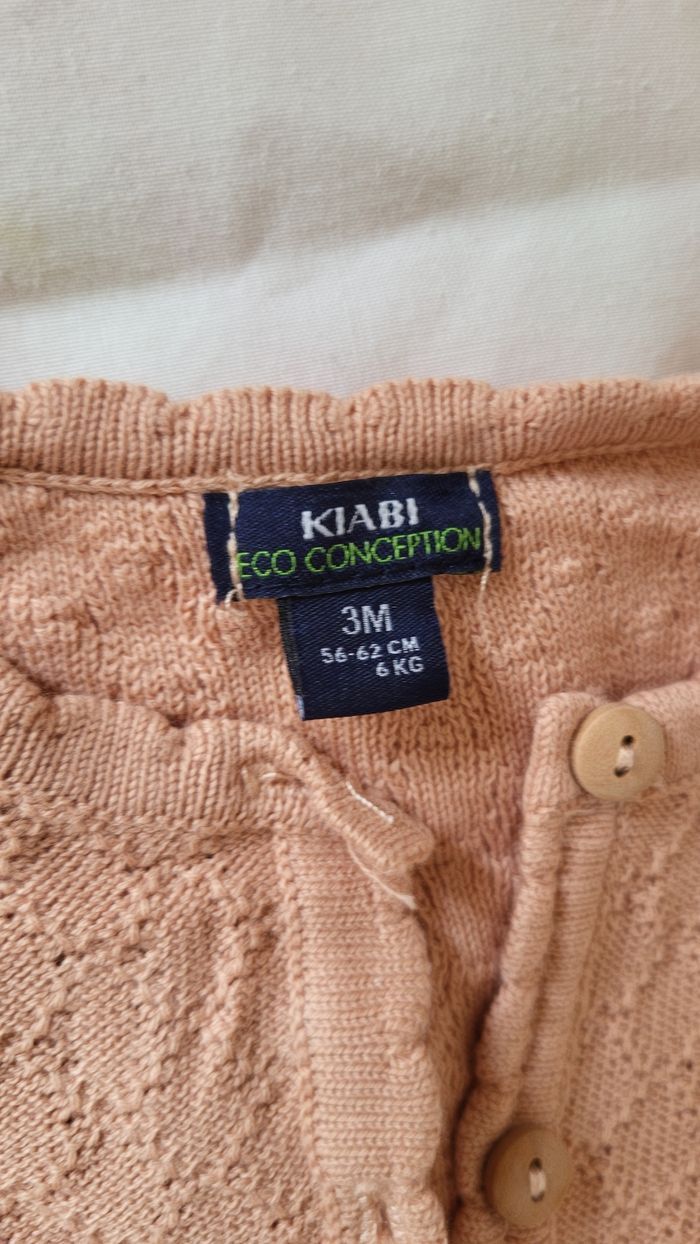 KIABI
ECO CONCEPTION
3M
56-62 CM
6 KG